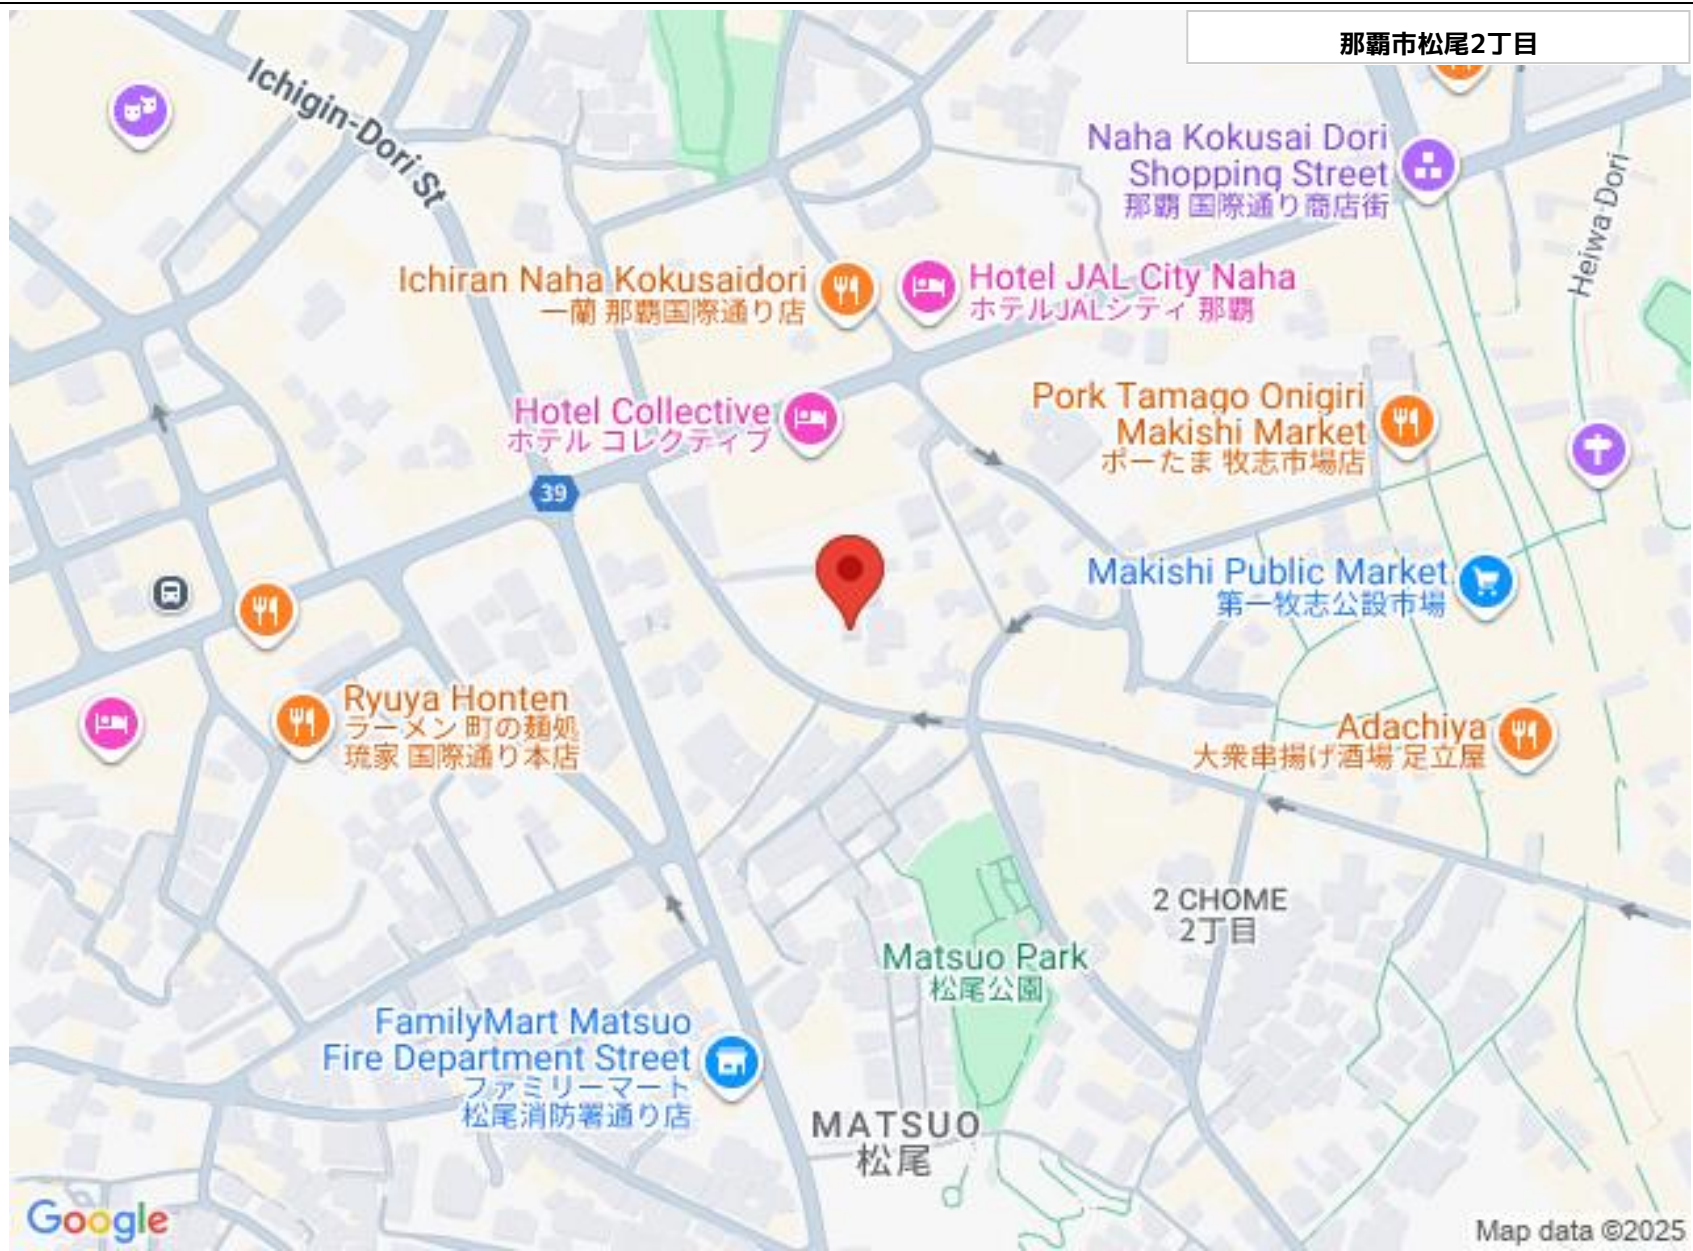 那覇市松尾2丁目
Ichigin-Dori St
Naha Kokusai Dori
Shopping Street
那覇 国際通り商店街
Heiwa Dori
Ichiran Naha Kokusaidori
一蘭 那覇国際通り店
Hotel JAL City Naha
ホテルJALシティ 那覇
Hotel Collective
ホテル コレクティブ
Pork Tamago Onigiri
Makishi Market
ポーたま 牧志市場店
39
Makishi Public Market
第一牧志公設市場
Ryuya Honten
ラーメン 町の麺処
琉家 国際通り本店
Adachiya
大衆串揚げ酒場 足立屋
2 CHOME
2丁目
Matsuo Park
松尾公園
FamilyMart Matsuo
Fire Department Street
ファミリーマート
松尾消防署通り店
MATSUO
松尾
Google
Map data ©2025